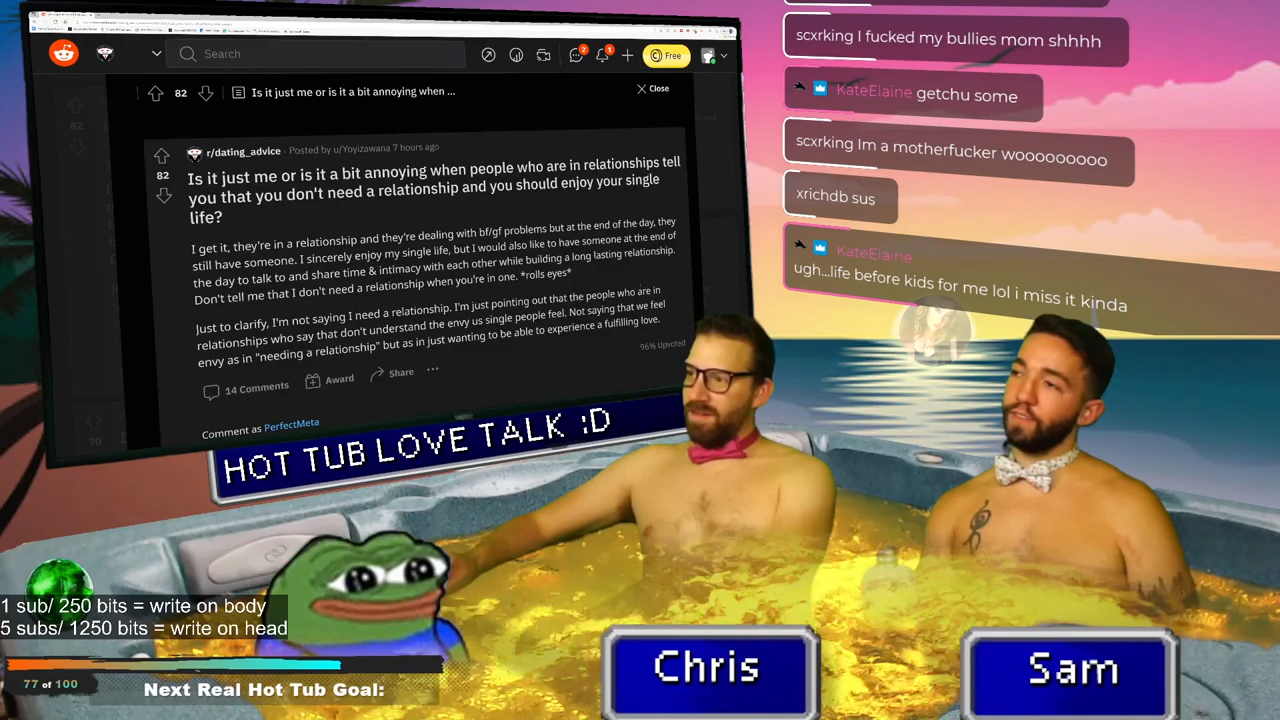 Search
2
1
Free
82
Is it just me or is it a bit annoying when ...
Close
r/dating_advice · Posted by u/Yoyizawana 7 hours ago
82
Is it just me or is it a bit annoying when people who are in relationships tell
you that you don't need a relationship and you should enjoy your single
life?
I get it, they're in a relationship and they're dealing with bf/gf problems but at the end of the day, they
still have someone. I sincerely enjoy my single life, but I would also like to have someone at the end of
the day to talk to and share time & intimacy with each other while building a long lasting relationship.
Don't tell me that I don't need a relationship when you're in one. *rolls eyes*
Just to clarify, I'm not saying I need a relationship. I'm just pointing out that the people who are in
relationships who say that don't understand the envy us single people feel. Not saying that we feel
envy as in "needing a relationship" but as in just wanting to be able to experience a fulfilling love.
96% Upvoted
14 Comments
Award
Share
...
Comment as PerfectMeta
82
70
HOT TUB LOVE TALK :D
scxrking I fucked my bullies mom shhhh
KateElaine getchu some
scxrking Im a motherfucker wooooooooo
xrichdb sus
KateElaine
ugh...life before kids for me lol i miss it kinda
1 sub/ 250 bits = write on body
5 subs/ 1250 bits = write on head
77 of 100
Next Real Hot Tub Goal:
Chris
Sam